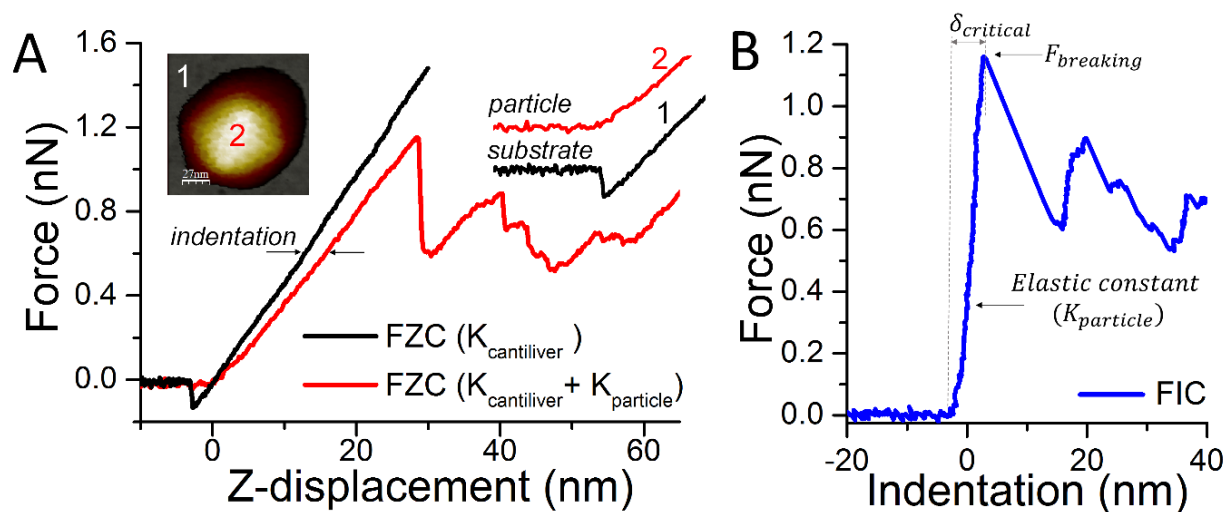 A
Force (nN)
1.6
1.2
0.8
0.4
0.0
0
20
40
60
Z-displacement (nm)
1
2
27nm
indentation
particle
substrate
2
1
FZC (Kcantiliver )
FZC (Kcantiliver+ Kparticle)
B
Force (nN)
1.2
1.0
0.8
0.6
0.4
0.2
0.0
-20
0
20
40
Indentation (nm)
δcritical
Fbreaking
Elastic constant
(Kparticle)
FIC